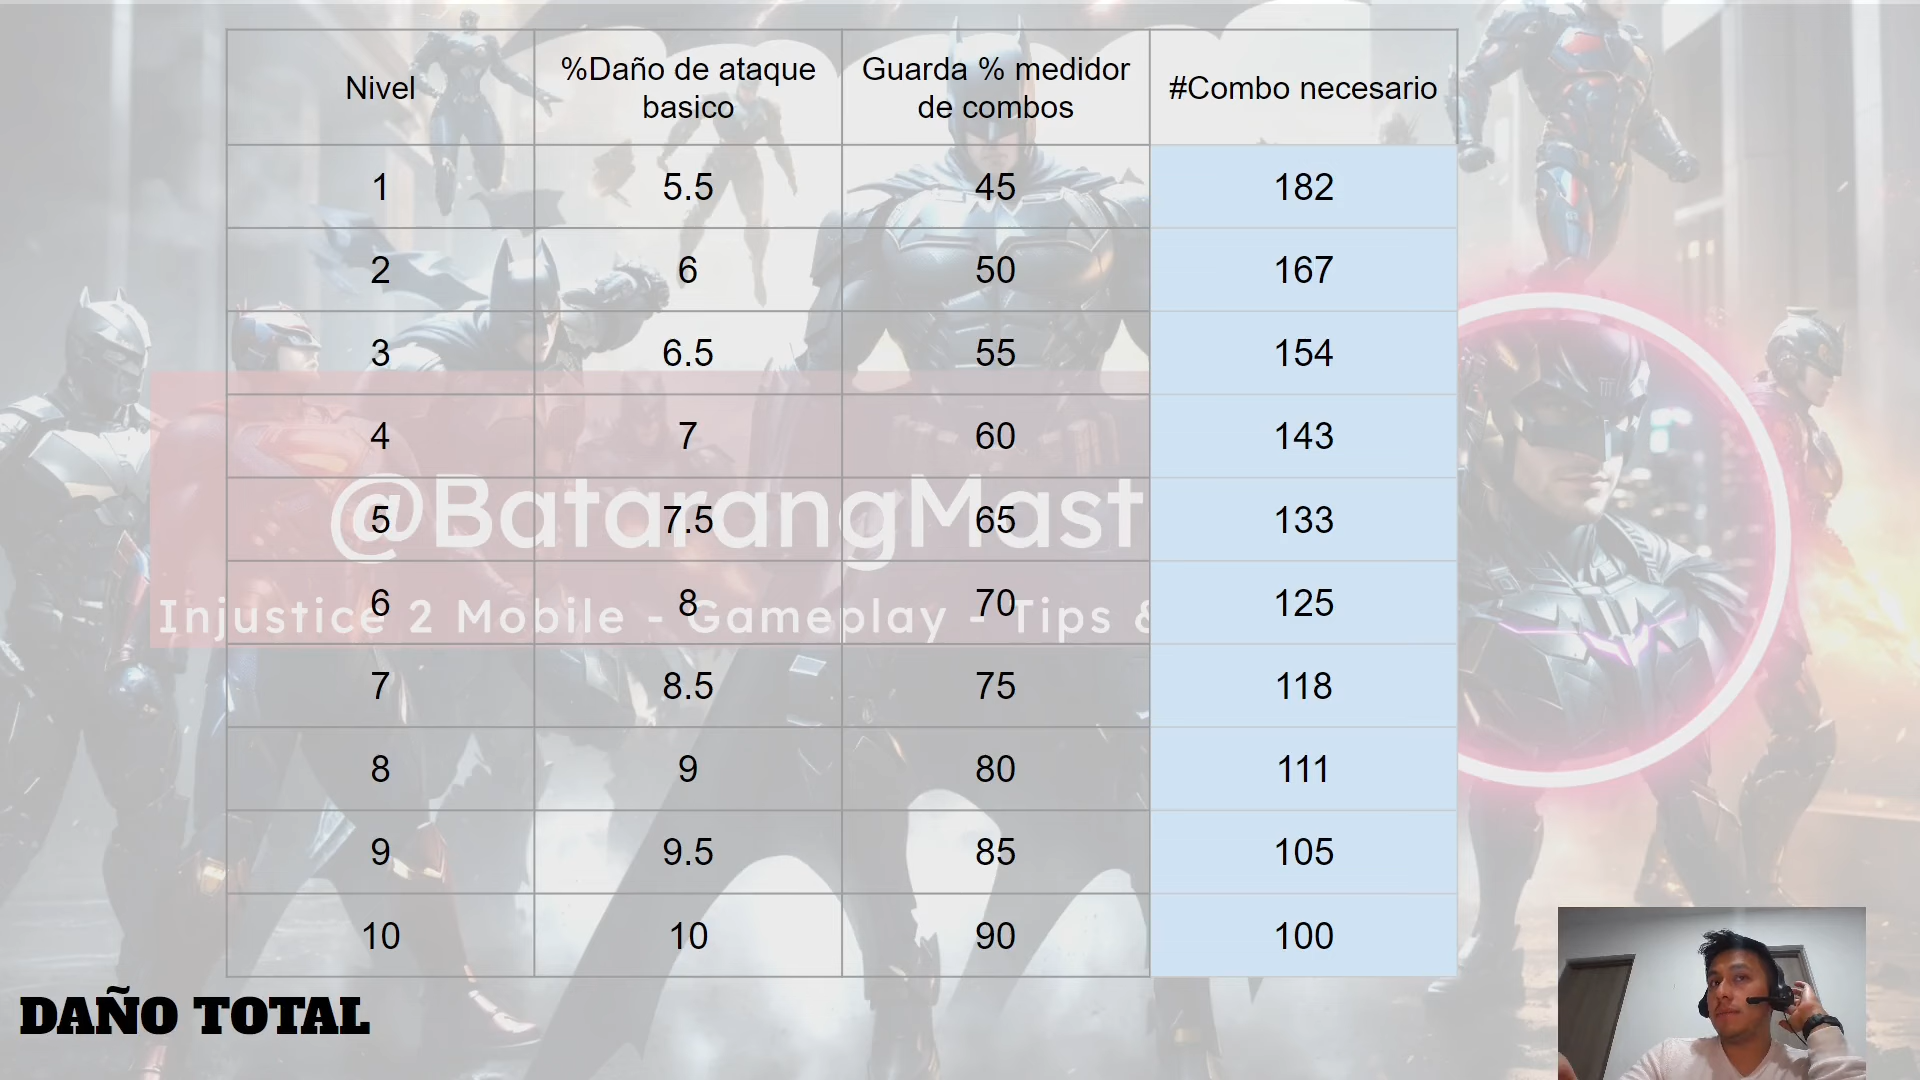 Nivel %Daño de ataque basico Guarda % medidor de combos #Combo necesario
1 5.5 45 182
2 6 50 167
3 6.5 55 154
4 7 60 143
5 7.5 65 133
6 8 70 125
7 8.5 75 118
8 9 80 111
9 9.5 85 105
10 10 90 100
@BatarangMast
Injustice 2 Mobile - Gameplay - Tips &
DAÑO TOTAL